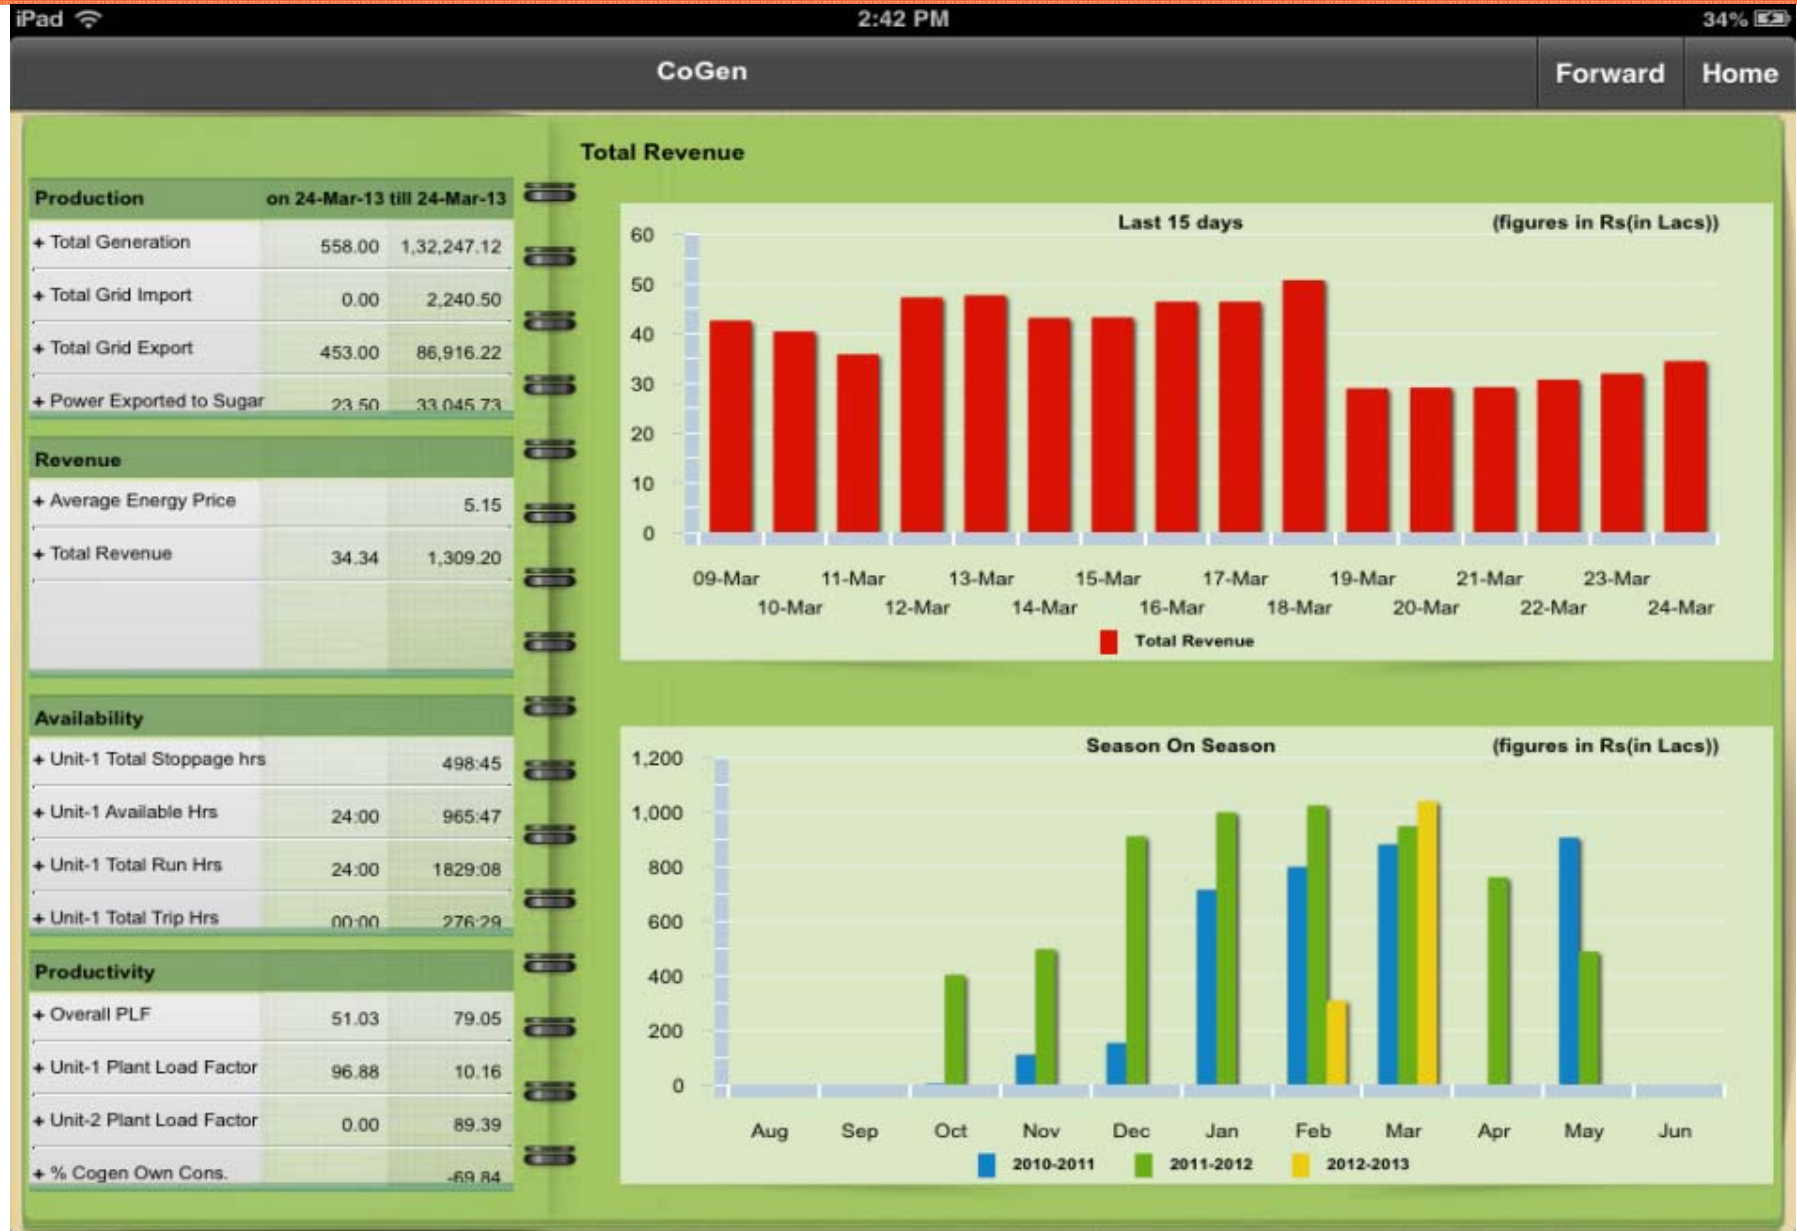 iPad 2:42 PM 34%
CoGen Forward Home
Production on 24-Mar-13 till 24-Mar-13
+ Total Generation 558.00 1,32,247.12
+ Total Grid Import 0.00 2,240.50
+ Total Grid Export 453.00 86,916.22
+ Power Exported to Sugar 23.50 33,045.73
Revenue
+ Average Energy Price 5.15
+ Total Revenue 34.34 1,309.20
Availability
+ Unit-1 Total Stoppage hrs 498:45
+ Unit-1 Available Hrs 24:00 965:47
+ Unit-1 Total Run Hrs 24:00 1829:08
+ Unit-1 Total Trip Hrs 00:00 276:29
Productivity
+ Overall PLF 51.03 79.05
+ Unit-1 Plant Load Factor 96.88 10.16
+ Unit-2 Plant Load Factor 0.00 89.39
+ % Cogen Own Cons. -69.84
Total Revenue
Last 15 days (figures in Rs(in Lacs))
60
50
40
30
20
10
0
09-Mar 11-Mar 13-Mar 15-Mar 17-Mar 19-Mar 21-Mar 23-Mar
10-Mar 12-Mar 14-Mar 16-Mar 18-Mar 20-Mar 22-Mar 24-Mar
Total Revenue
Season On Season (figures in Rs(in Lacs))
1,200
1,000
800
600
400
200
0
Aug Sep Oct Nov Dec Jan Feb Mar Apr May Jun
2010-2011 2011-2012 2012-2013